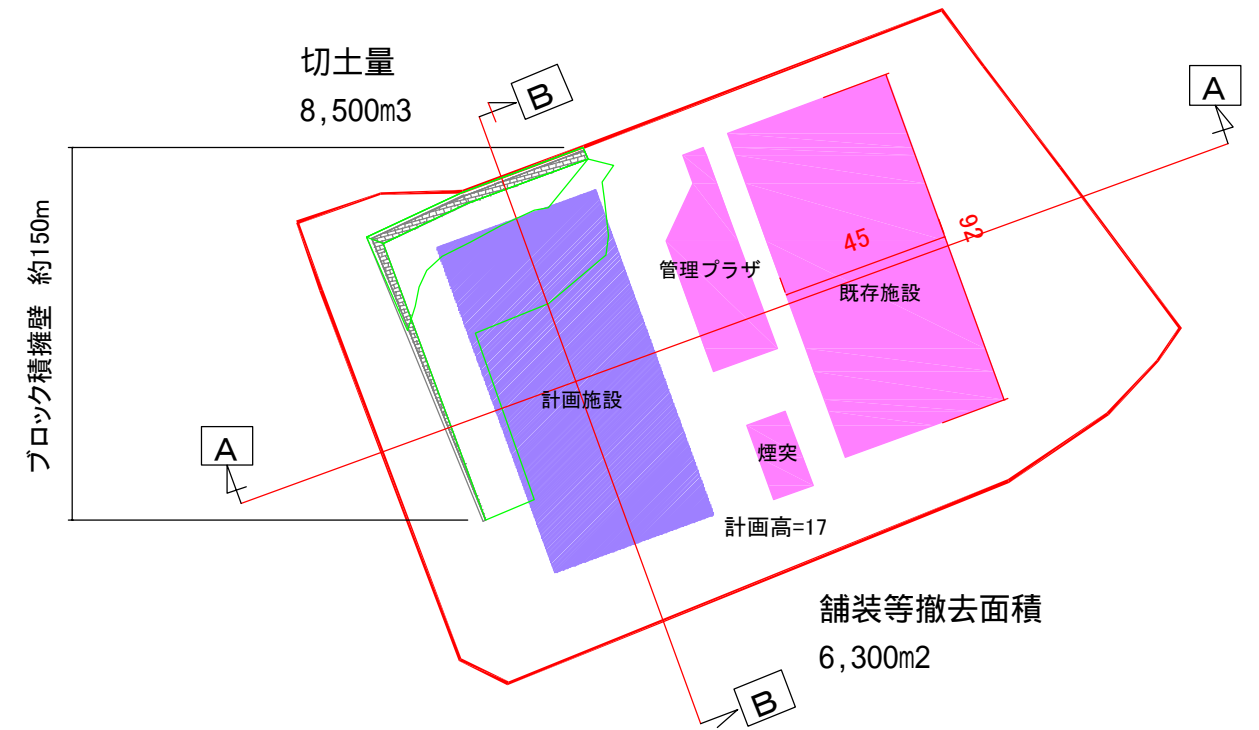 切土量
8,500m3
B
A
ブロック積擁壁 約150m
管理プラザ
45
92
既存施設
計画施設
A
煙突
計画高=17
舗装等撤去面積
6,300m2
B